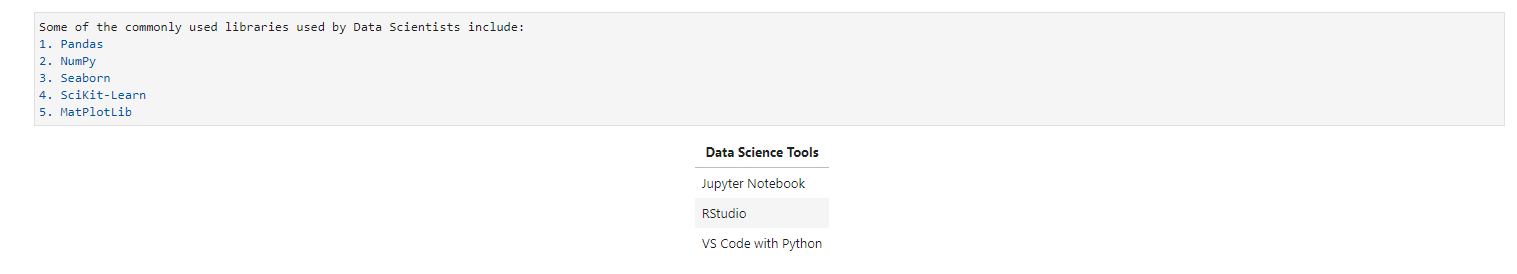 Some of the commonly used libraries used by Data Scientists include:
1. Pandas
2. NumPy
3. Seaborn
4. SciKit-Learn
5. MatPlotLib
Data Science Tools
Jupyter Notebook
RStudio
VS Code with Python